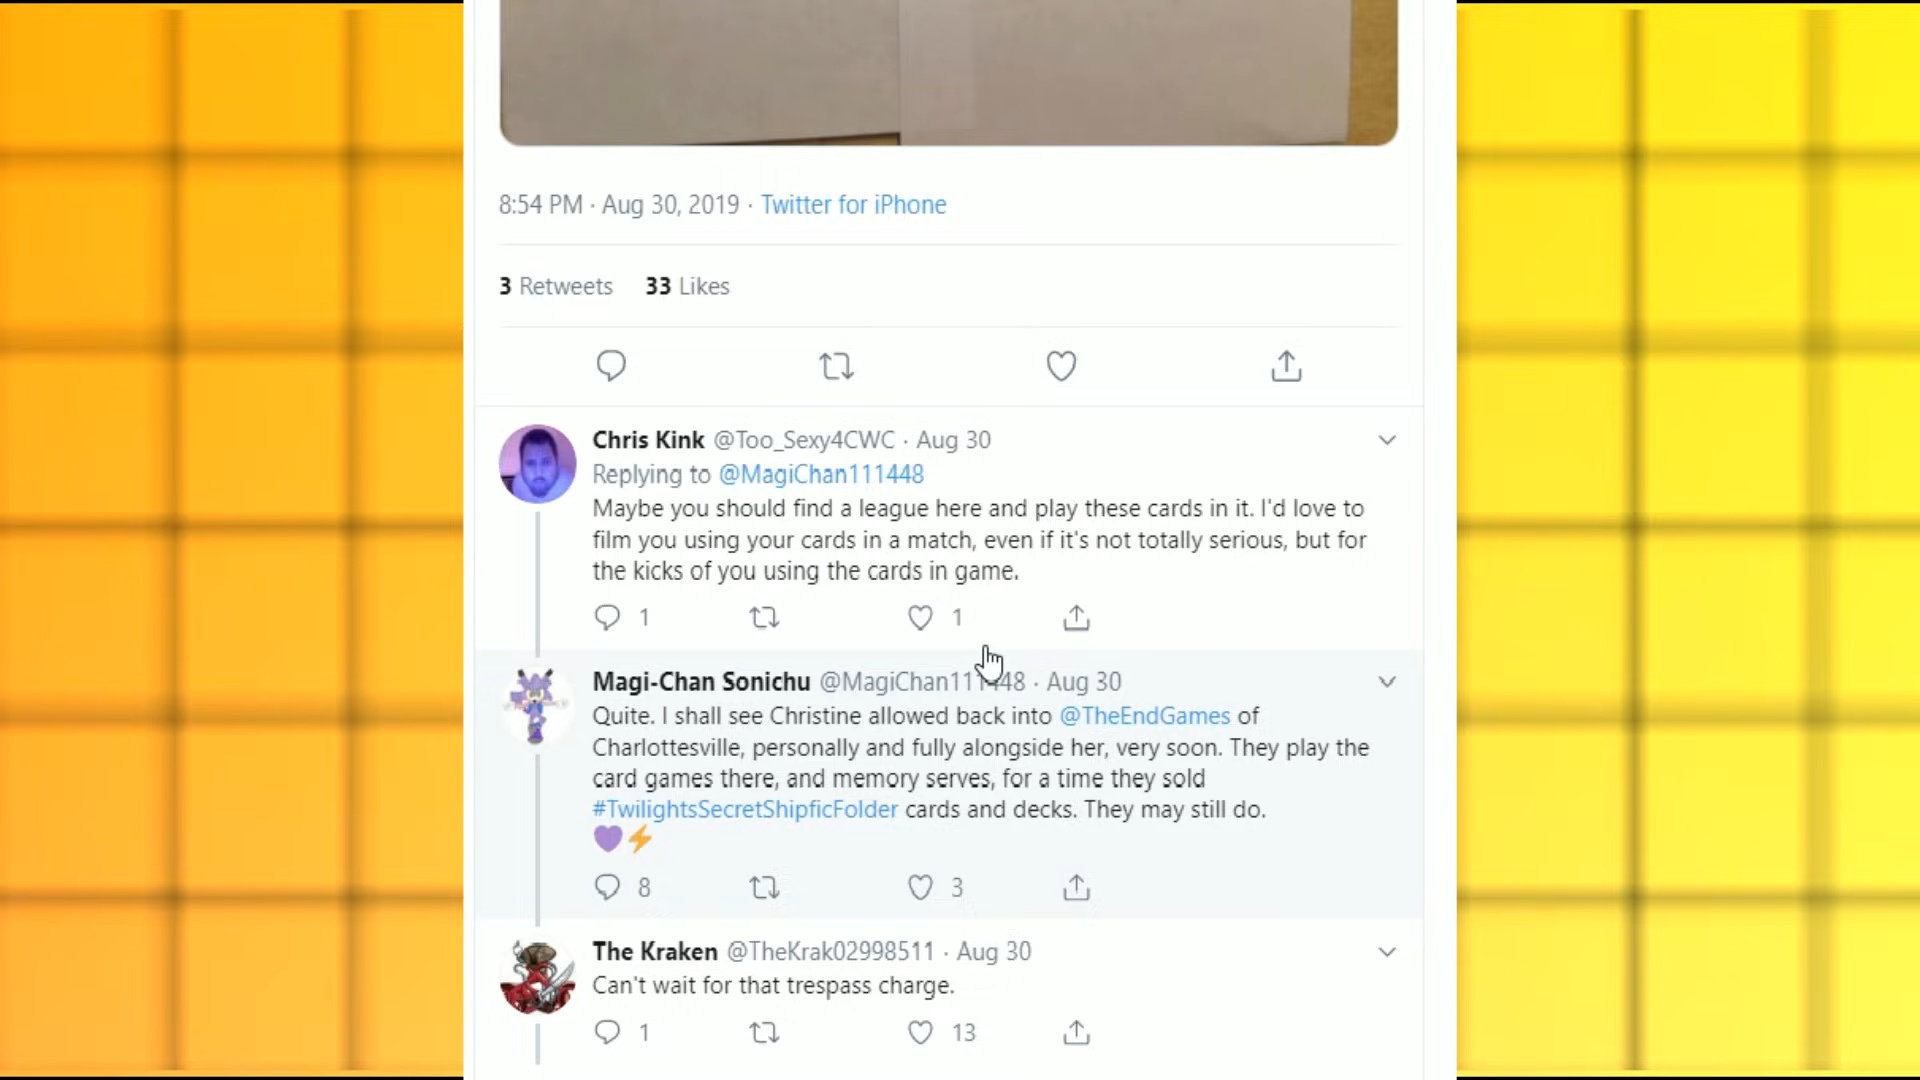 8:54 PM · Aug 30, 2019 · Twitter for iPhone
3 Retweets 33 Likes
Chris Kink @Too_Sexy4CWC · Aug 30
Replying to @MagiChan111448
Maybe you should find a league here and play these cards in it. I'd love to
film you using your cards in a match, even if it's not totally serious, but for
the kicks of you using the cards in game.
1 1
Magi-Chan Sonichu @MagiChan111448 · Aug 30
Quite. I shall see Christine allowed back into @TheEndGames of
Charlottesville, personally and fully alongside her, very soon. They play the
card games there, and memory serves, for a time they sold
#TwilightsSecretShipficFolder cards and decks. They may still do.
💜⚡
8 3
The Kraken @TheKrak02998511 · Aug 30
Can't wait for that trespass charge.
1 13